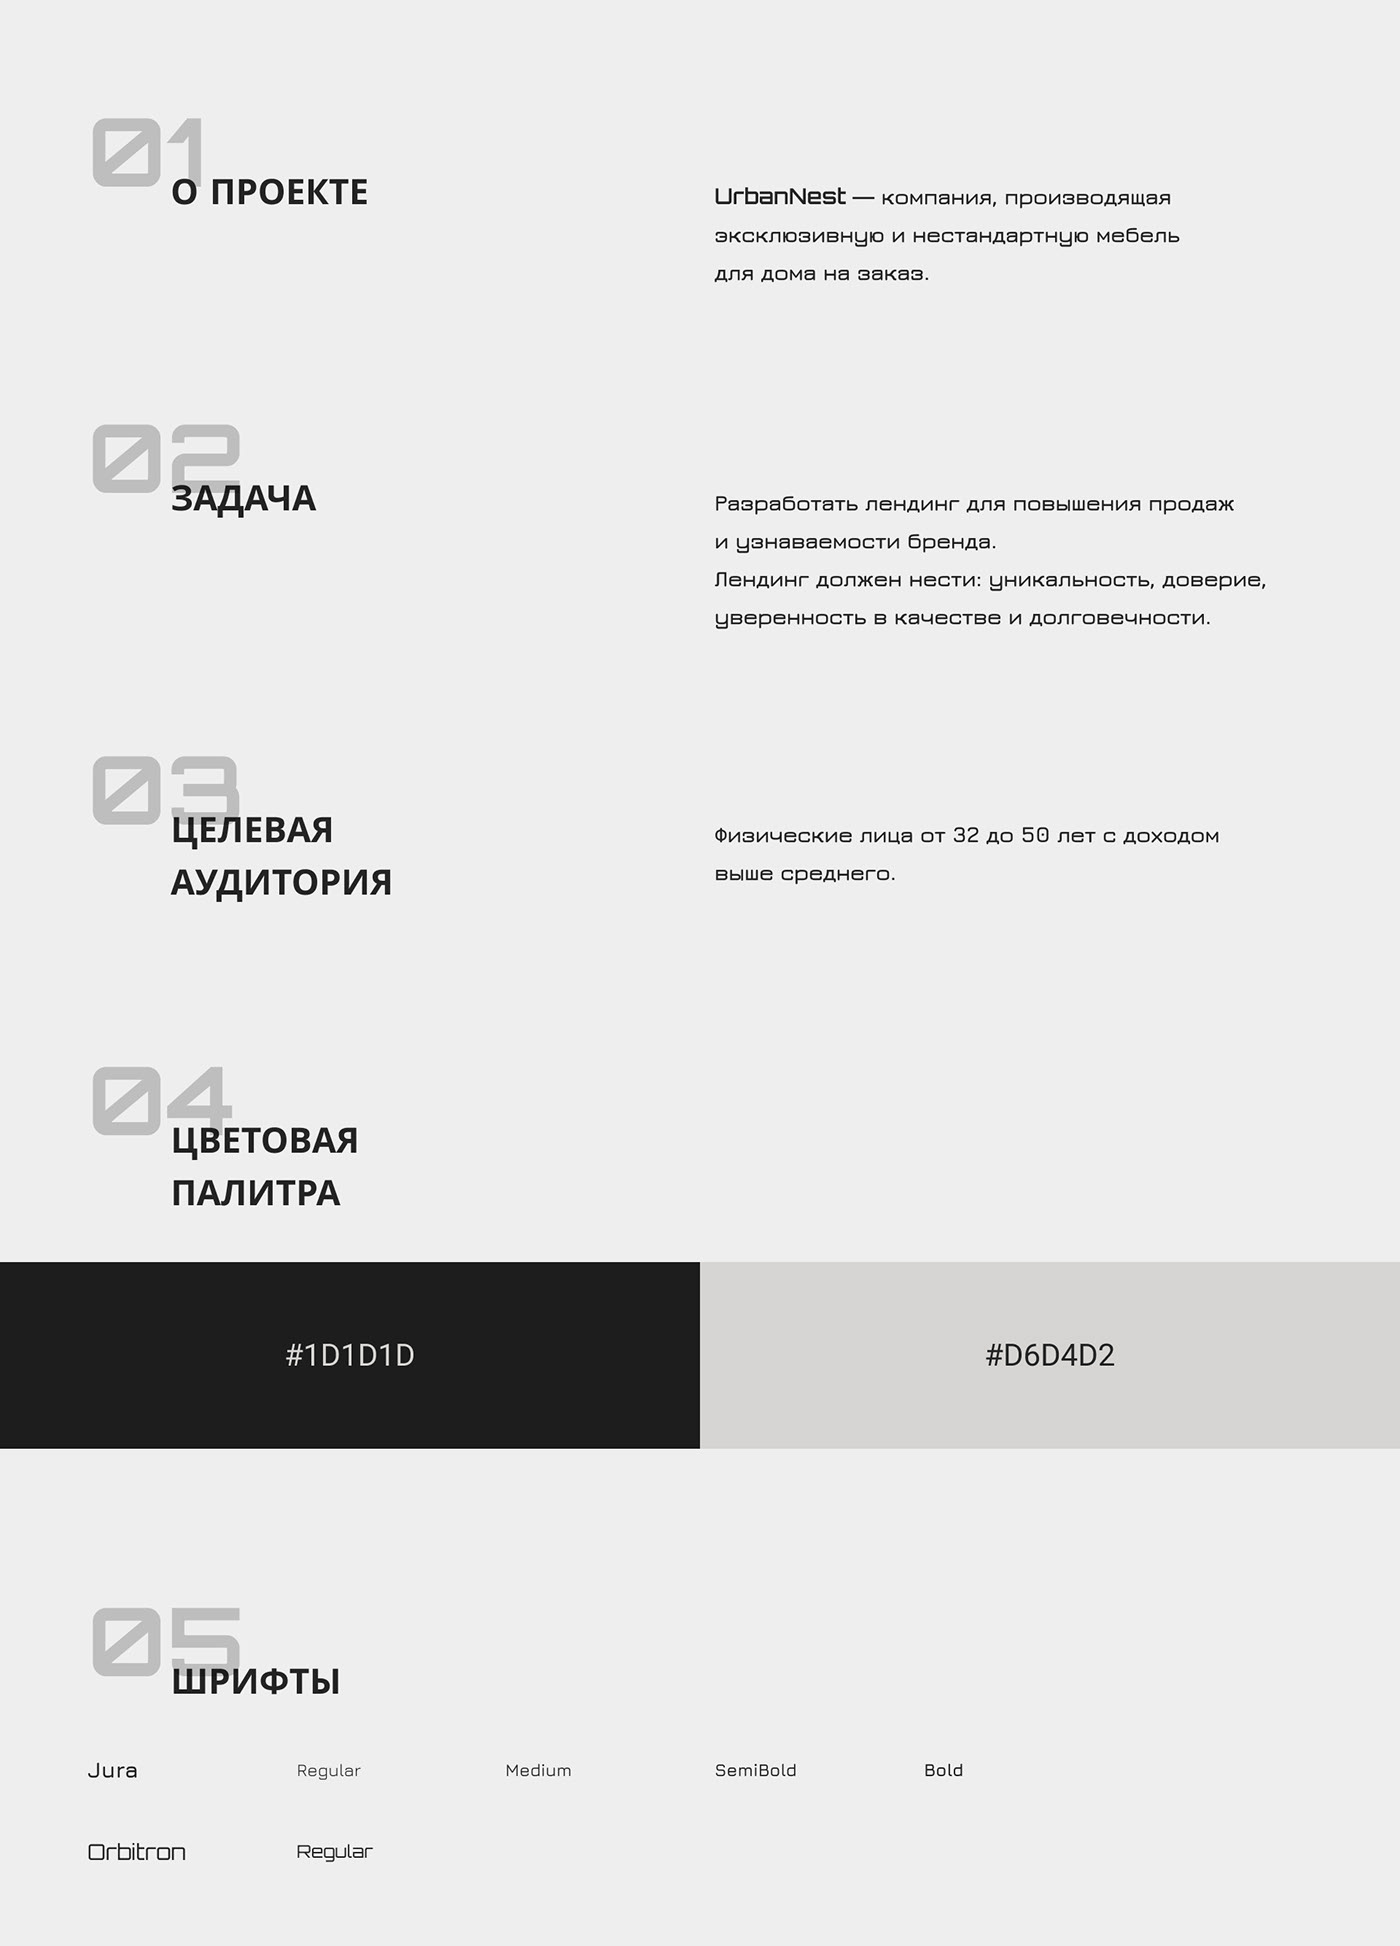 01
О ПРОЕКТЕ
UrbanNest — компания, производящая
эксклюзивную и нестандартную мебель
для дома на заказ.
02
ЗАДАЧА
Разработать лендинг для повышения продаж
и узнаваемости бренда.
Лендинг должен нести: уникальность, доверие,
уверенность в качестве и долговечности.
03
ЦЕЛЕВАЯ
АУДИТОРИЯ
Физические лица от 32 до 50 лет с доходом
выше среднего.
04
ЦВЕТОВАЯ
ПАЛИТРА
#1D1D1D
#D6D4D2
05
ШРИФТЫ
Jura Regular Medium SemiBold Bold
Orbitron Regular